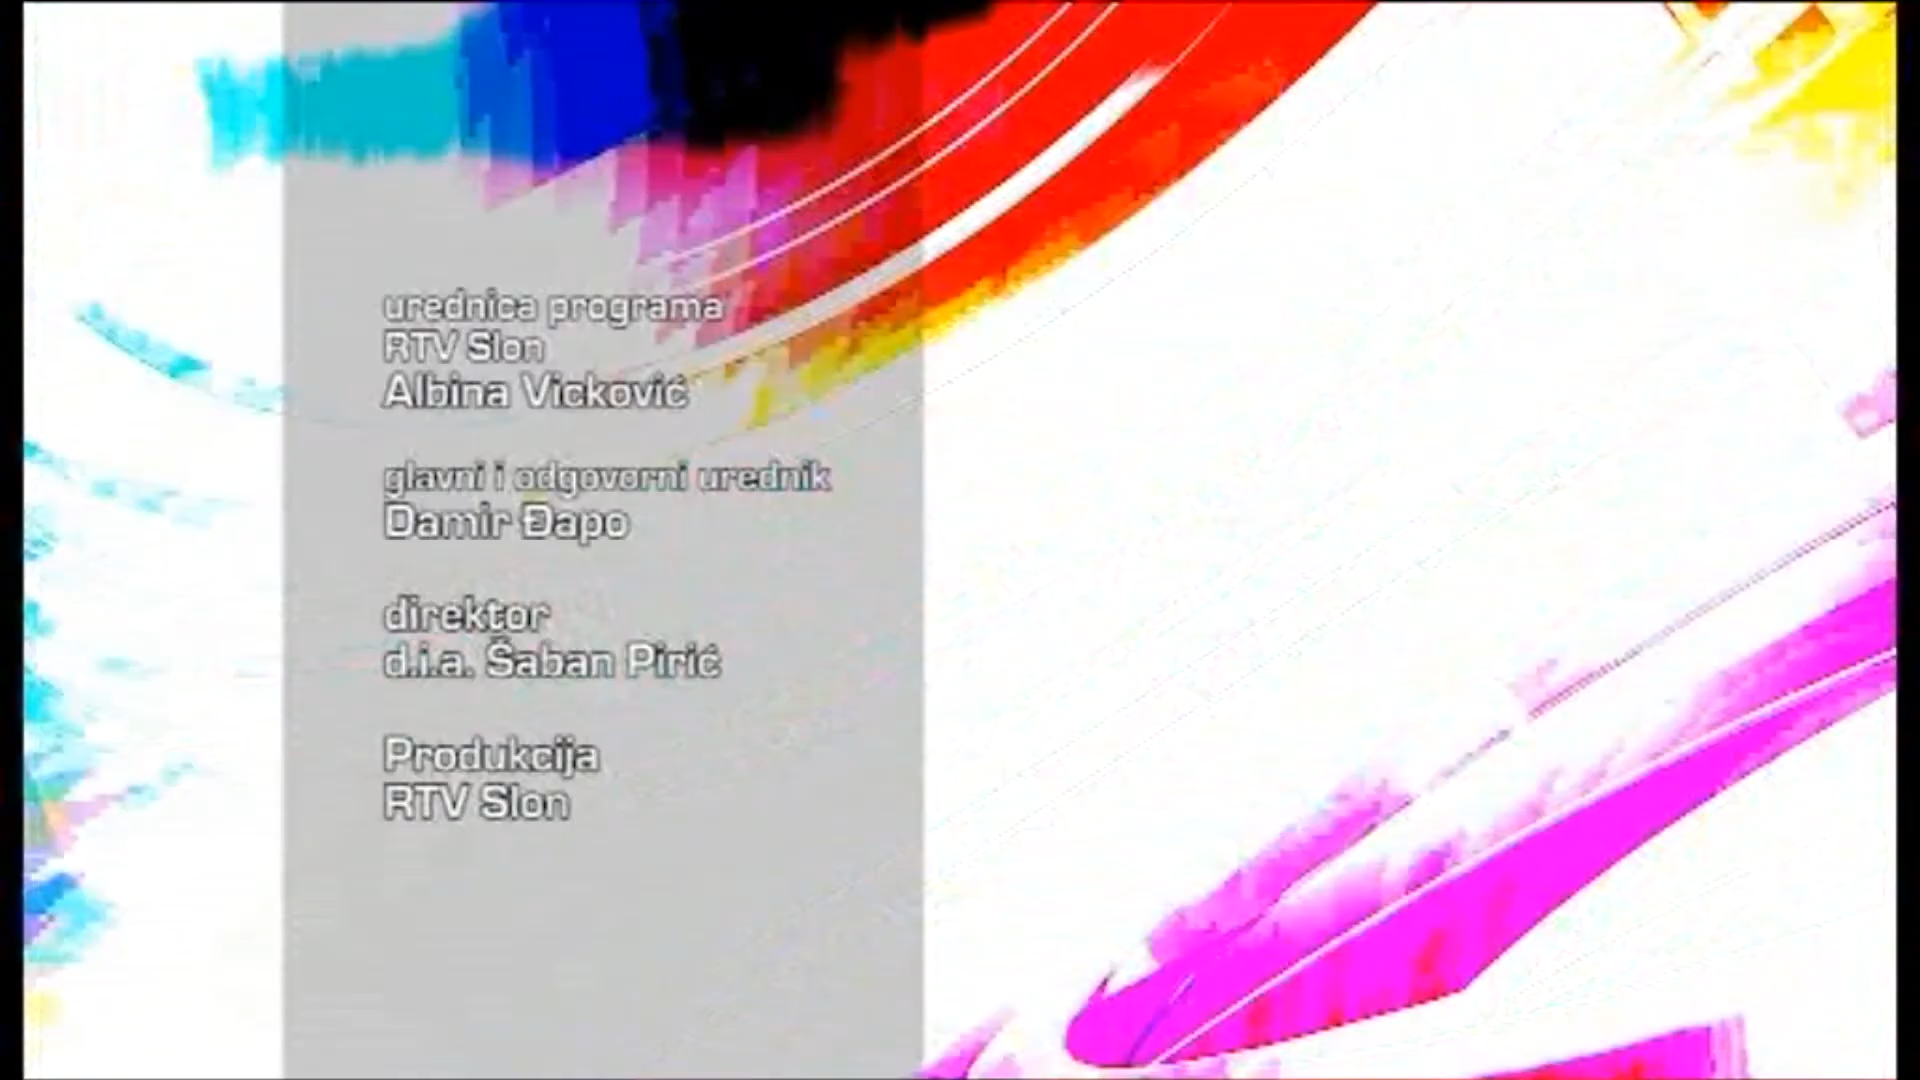 urednica programa
RTV Slon
Albina Vicković
glavni i odgovorni urednik
Damir Đapo
direktor
d.i.a. Šaban Pirić
Produkcija
RTV Slon